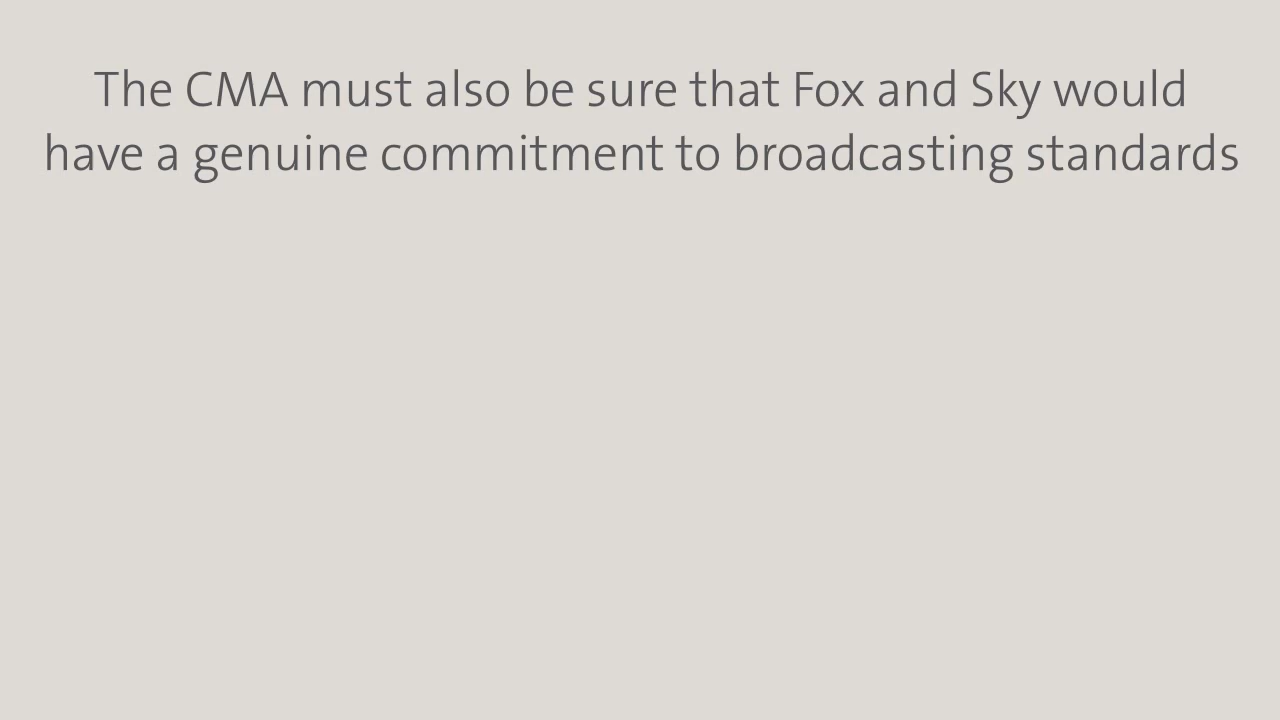 The CMA must also be sure that Fox and Sky would
have a genuine commitment to broadcasting standards